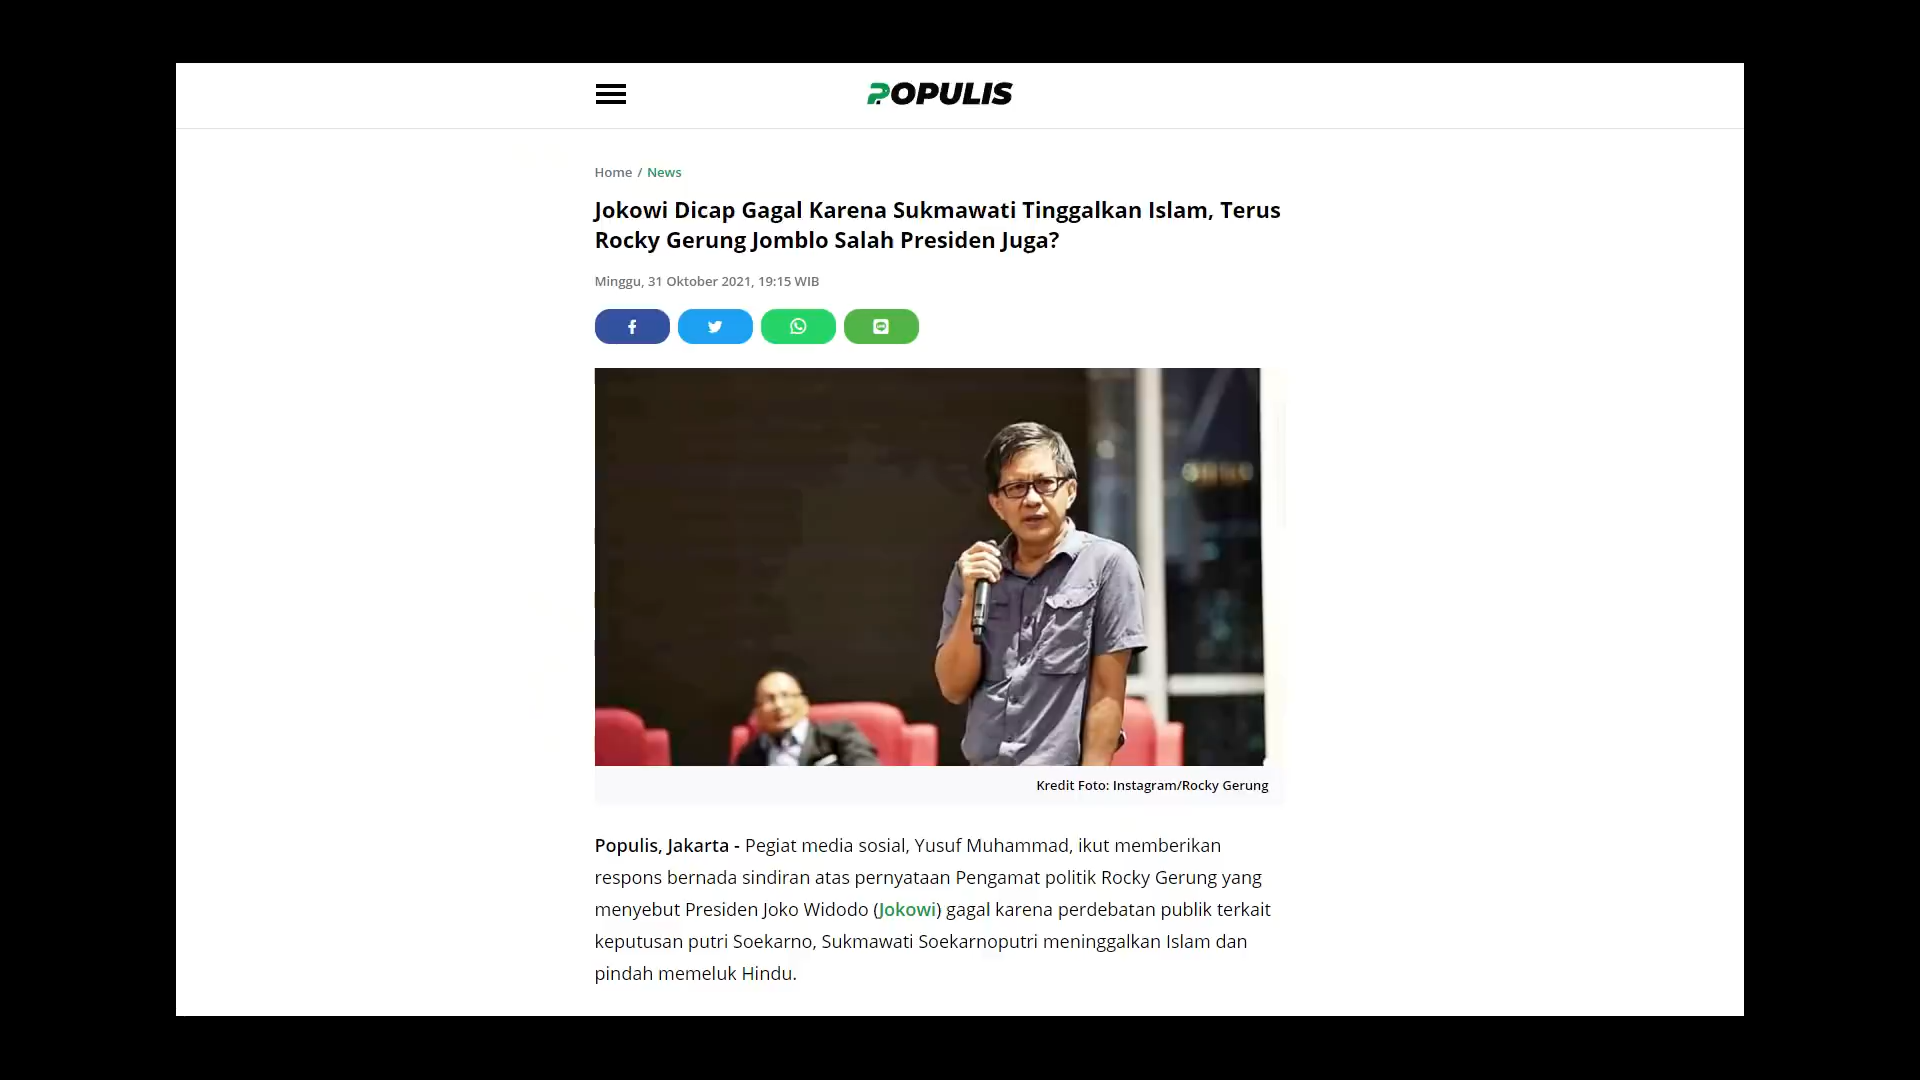 POPULIS
Home / News
Jokowi Dicap Gagal Karena Sukmawati Tinggalkan Islam, Terus
Rocky Gerung Jomblo Salah Presiden Juga?
Minggu, 31 Oktober 2021, 19:15 WIB
Kredit Foto: Instagram/Rocky Gerung
Populis, Jakarta - Pegiat media sosial, Yusuf Muhammad, ikut memberikan
respons bernada sindiran atas pernyataan Pengamat politik Rocky Gerung yang
menyebut Presiden Joko Widodo (Jokowi) gagal karena perdebatan publik terkait
keputusan putri Soekarno, Sukmawati Soekarnoputri meninggalkan Islam dan
pindah memeluk Hindu.